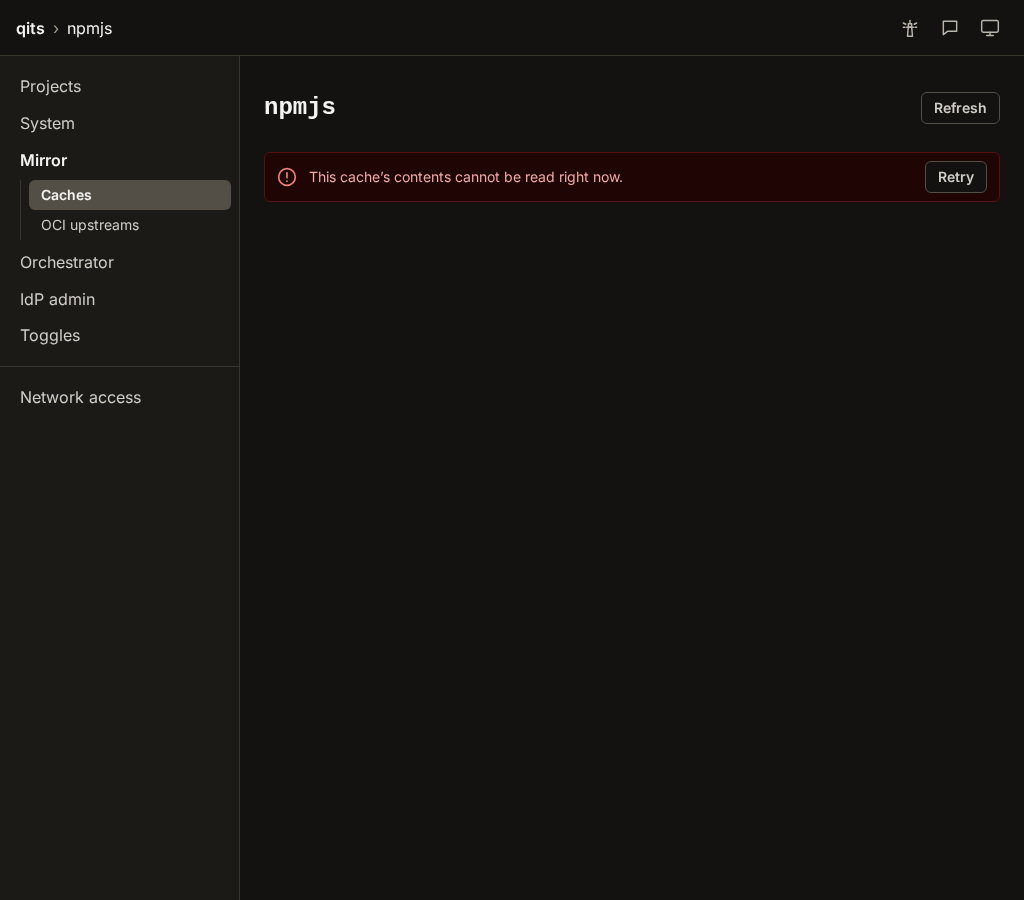 qits › npmjs
Projects
System
Mirror
Caches
OCI upstreams
Orchestrator
IdP admin
Toggles
Network access
npmjs
Refresh
This cache’s contents cannot be read right now.
Retry